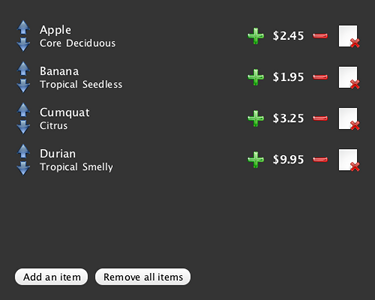 Apple
Core Deciduous
$2.45
Banana
Tropical Seedless
$1.95
Cumquat
Citrus
$3.25
Durian
Tropical Smelly
$9.95
Add an item
Remove all items